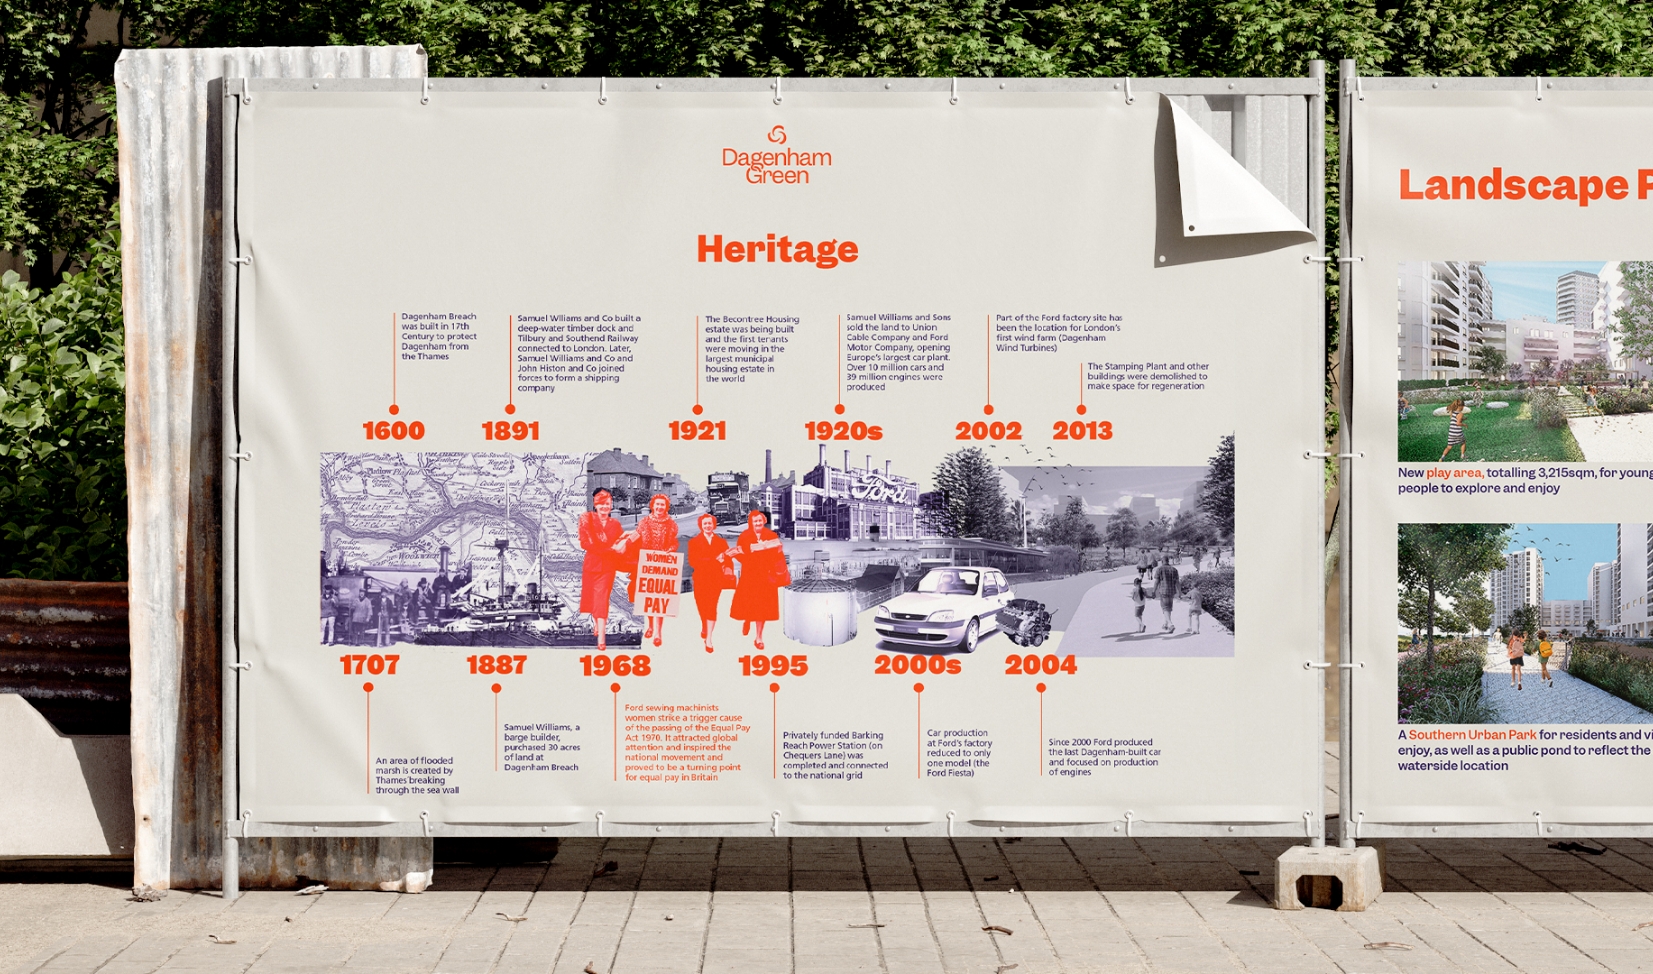 Dagenham
Green
Heritage
Dagenham Breach
was built in 17th
Century to protect
Dagenham from
the Thames
Samuel Wlliams and Co built a
deep-water timber dock and
Tilbury and Southend Railway
connected to London. Later,
Samuel Williams and Co and
John Histon and Co joined
forces to form a shipping
company
The Becontree Housing
estate was being built
and the first tenants
were moving in the
largest municipal
housing estate in
the world
Samuel Williams and Sons
sold the land to Union
Cable Company and Ford
Motor Company, opening
Europe's largest car plant.
Over 10 million cars and
39 million engines were
produced
Part of the Ford factory site has
been the location for London's
first wind farm (Dagenham
Wind Turbines)
The Stamping Plant and other
buildings were demolished to
make space for regeneration
1600
1891
1921
1920s
2002
2013
Ford
WOMEN
DEMAND
EQUAL
PAY
1707
1887
1968
1995
2000s
2004
An area of flooded
marsh is created by
Thames breaking
through the sea wall
Samuel Williams, a
barge builder,
purchased 30 acres
of land at
Dagenham Breach
Ford sewing machinists
women strike a trigger cause
of the passing of the Equal Pay
Act 1970. It attracted global
attention and inspired the
national movement and
proved to be a turning point
for equal pay in Britain
Privately funded Barking
Reach Power Station (on
Chequers Lane) was
completed and connected
to the national grid
Car production
at Ford's factory
reduced to only
one model (the
Ford Fiesta)
Since 2000 Ford produced
the last Dagenham-built car
and focused on production
of engines
Landscape P
New play area, totalling 3,215sqm, for young
people to explore and enjoy
A Southern Urban Park for residents and vi
enjoy, as well as a public pond to reflect the
waterside location